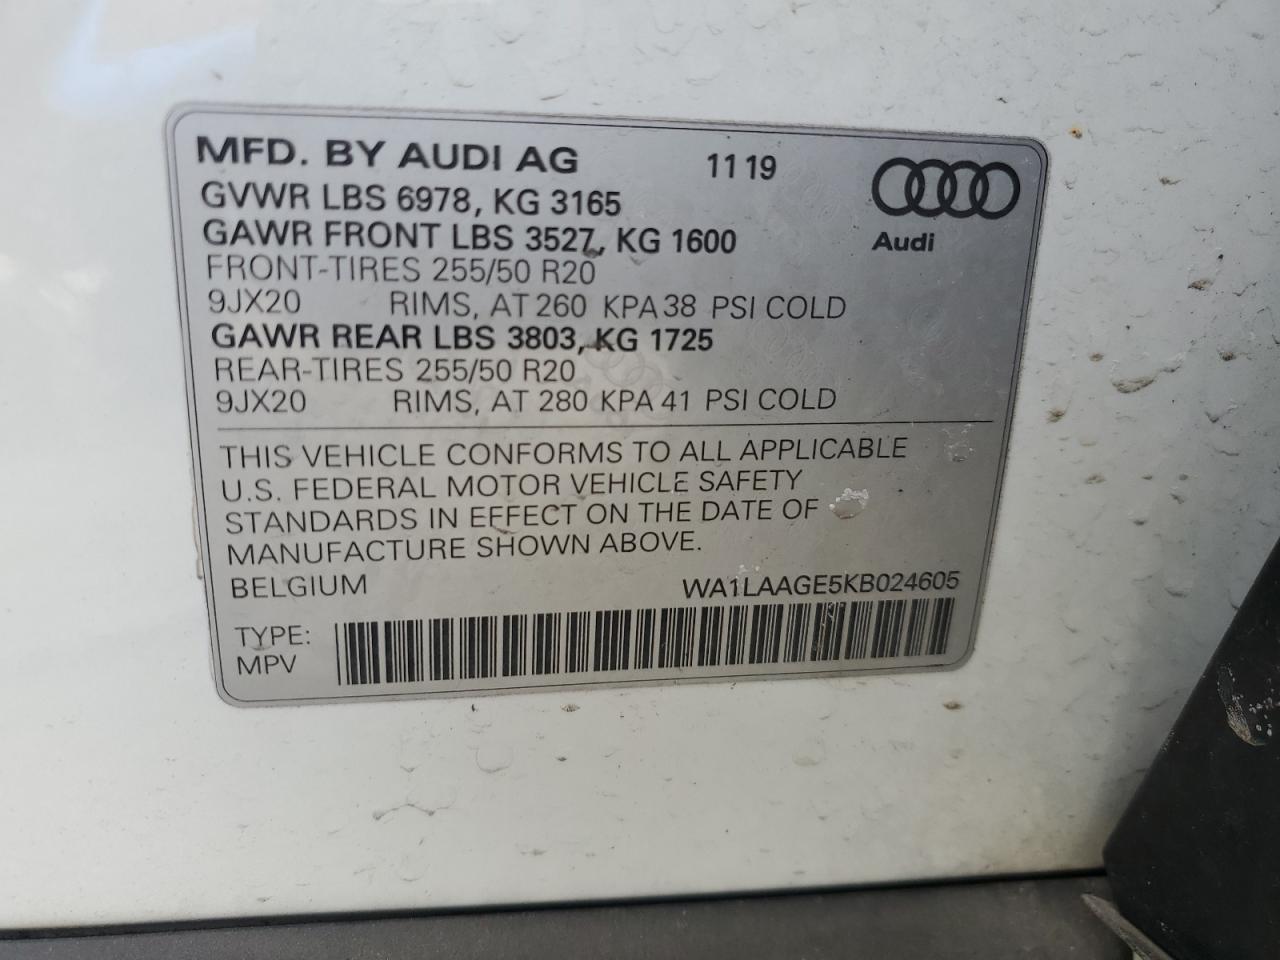 MFD. BY AUDI AG 11 19
GVWR LBS 6978, KG 3165
GAWR FRONT LBS 3527, KG 1600
Audi
FRONT-TIRES 255/50 R20
9JX20 RIMS, AT 260 KPA 38 PSI COLD
GAWR REAR LBS 3803, KG 1725
REAR-TIRES 255/50 R20
9JX20 RIMS, AT 280 KPA 41 PSI COLD
THIS VEHICLE CONFORMS TO ALL APPLICABLE
U.S. FEDERAL MOTOR VEHICLE SAFETY
STANDARDS IN EFFECT ON THE DATE OF
MANUFACTURE SHOWN ABOVE.
BELGIUM WA1LAAGE5KB024605
TYPE:
MPV